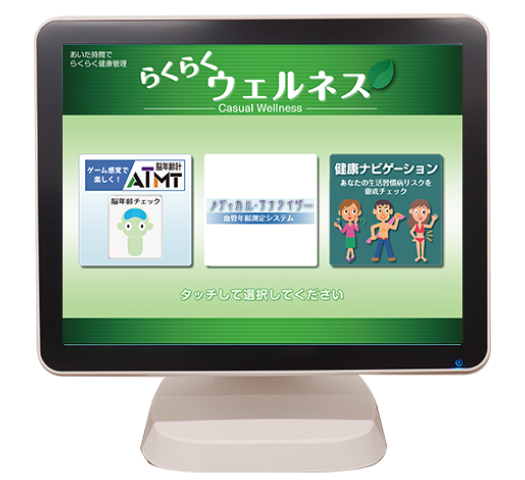 あいた時間で
らくらく健康管理
らくらく
ウェルネス
Casual Wellness
ゲーム感覚で
楽しく！
脳年齢計
ATMT
脳年齢チェック
メディカル・アナライザー
血管年齢測定システム
健康ナビゲーション
あなたの生活習慣病リスクを
徹底チェック
タッチして選択してください